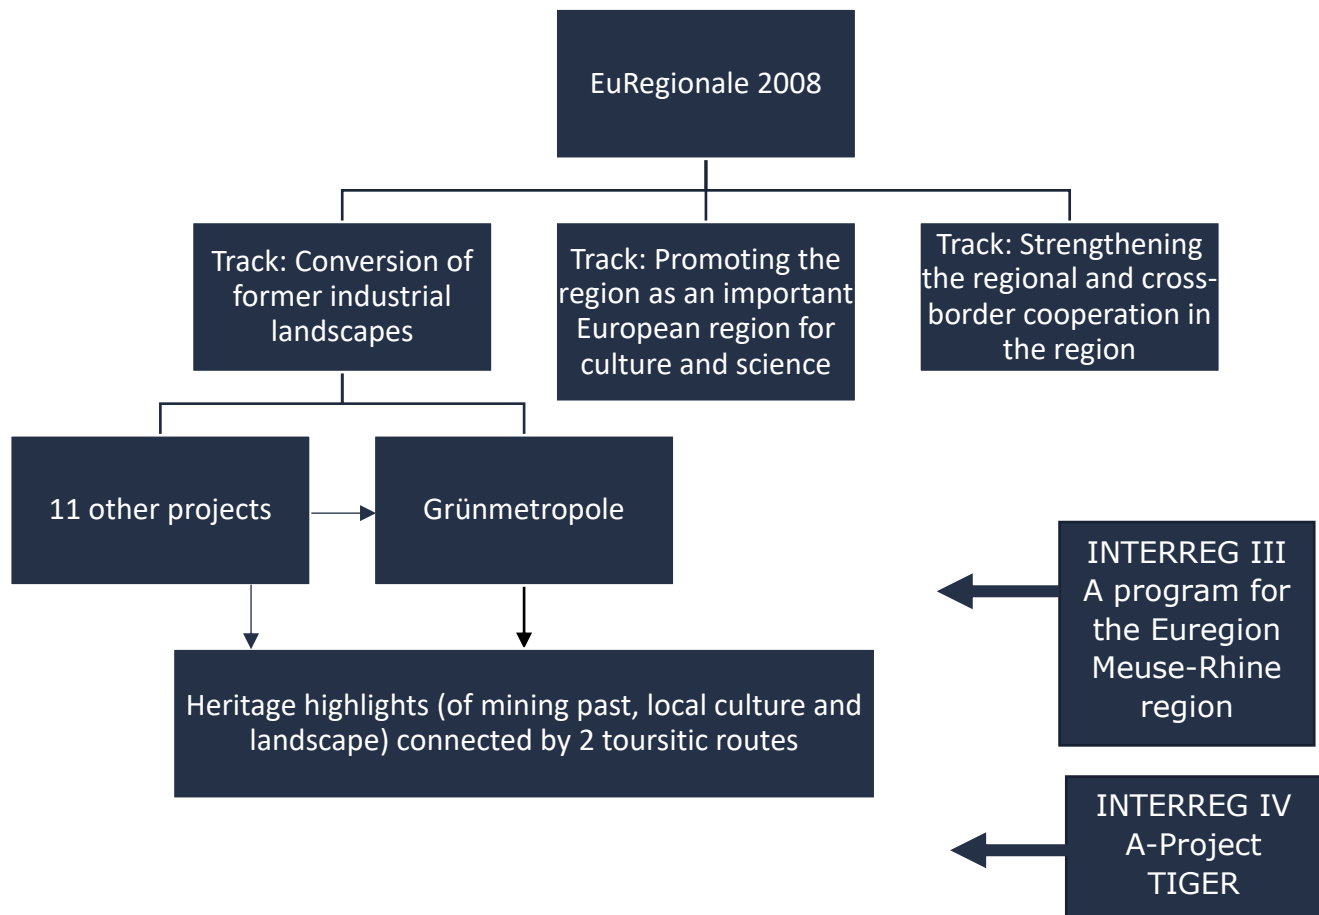 EuRegionale 2008
Track: Conversion of
former industrial
landscapes
Track: Promoting the
region as an important
European region for
culture and science
Track: Strengthening
the regional and cross-
border cooperation in
the region
11 other projects
Grünmetropole
Heritage highlights (of mining past, local culture and
landscape) connected by 2 toursitic routes
INTERREG III
A program for
the Euregion
Meuse-Rhine
region
INTERREG IV
A-Project
TIGER